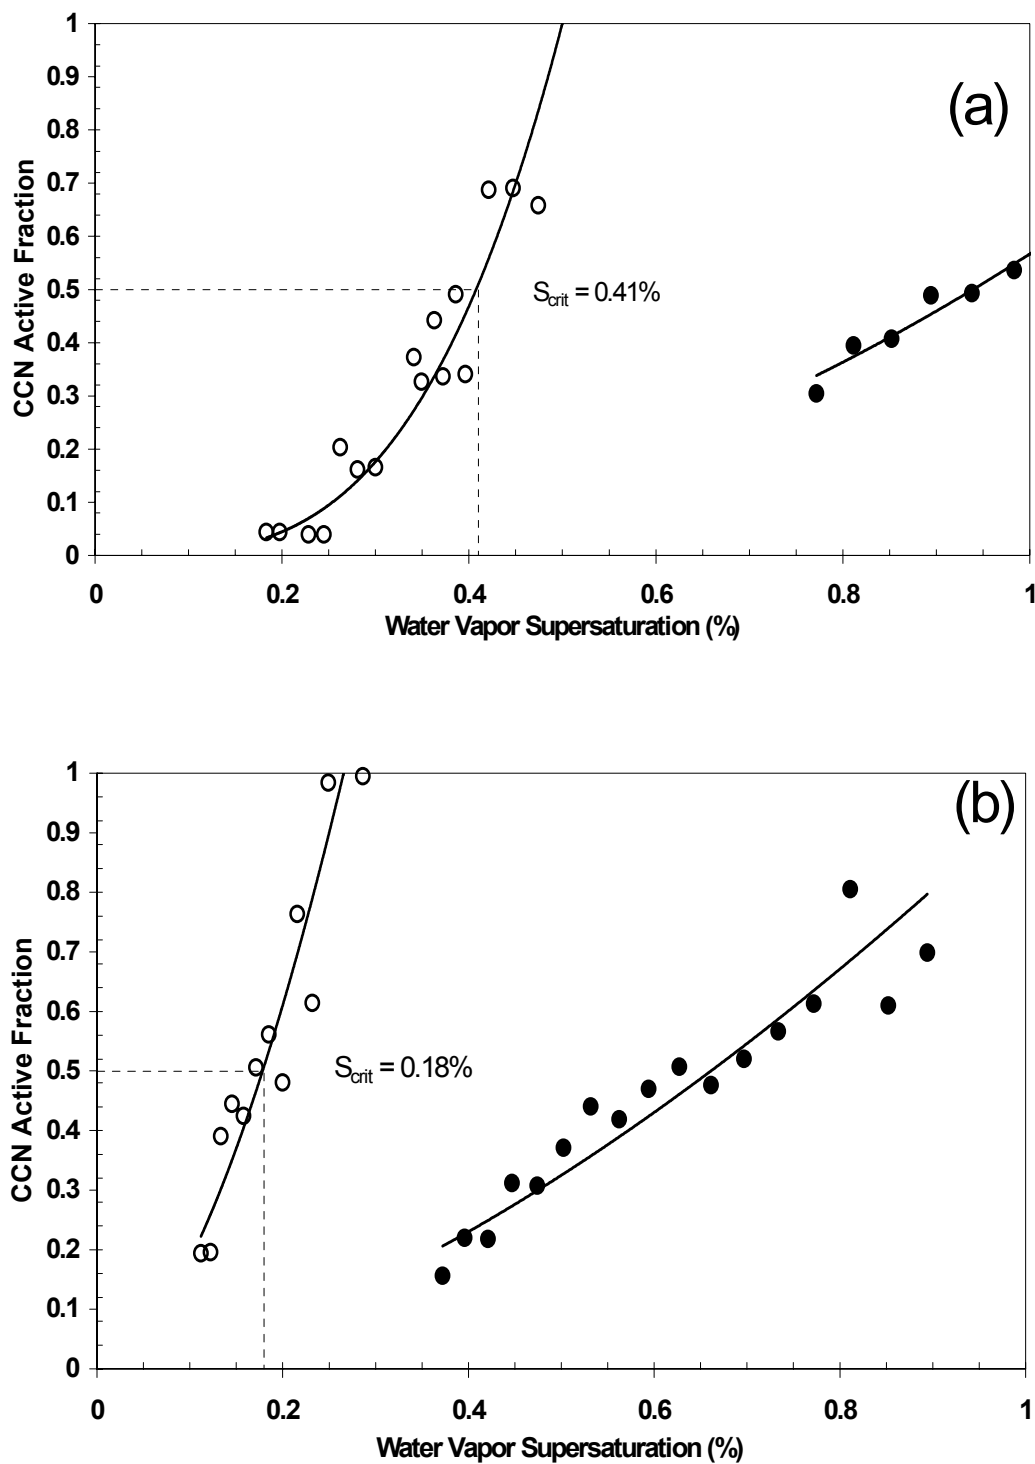 1
0.9
0.8
0.7
0.6
0.5
0.4
0.3
0.2
0.1
0
CCN Active Fraction
(a)
Scrit = 0.41%
0 0.2 0.4 0.6 0.8 1
Water Vapor Supersaturation (%)
1
0.9
0.8
0.7
0.6
0.5
0.4
0.3
0.2
0.1
0
CCN Active Fraction
(b)
Scrit = 0.18%
0 0.2 0.4 0.6 0.8 1
Water Vapor Supersaturation (%)